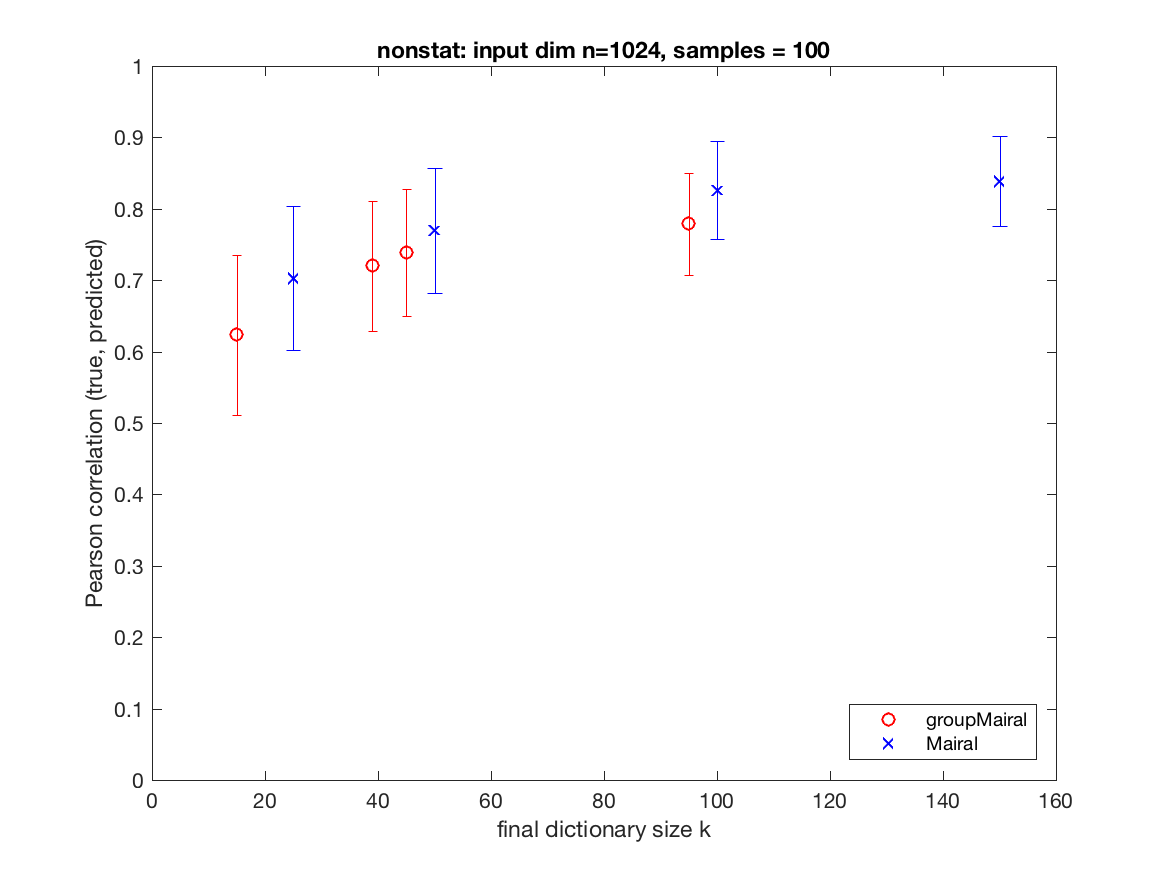 nonstat: input dim n=1024, samples = 100
1
0.9
0.8
0.7
0.6
0.5
0.4
0.3
0.2
0.1
0
Pearson correlation (true, predicted)
groupMairal
Mairal
0 20 40 60 80 100 120 140 160
final dictionary size k